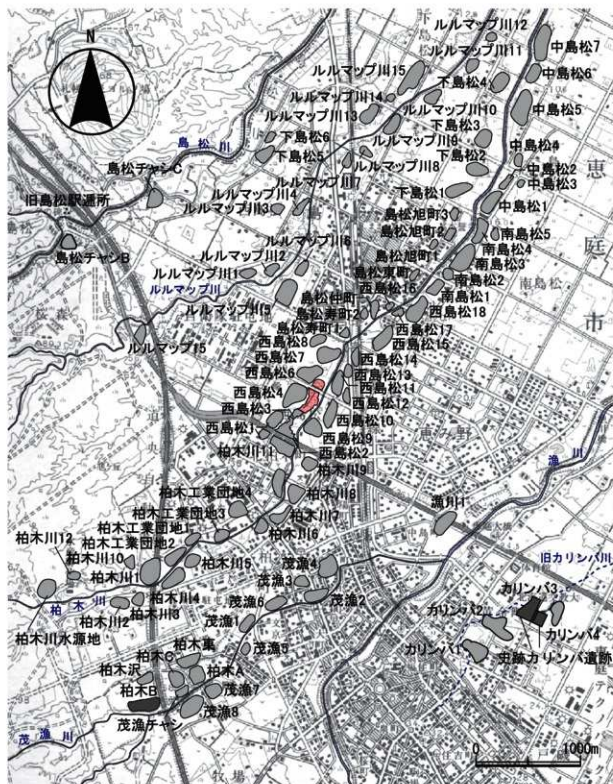 N
ルルマップ川12
ルルマップ川11
中島松7
中島松6
ルルマップ川15
下島松4
ルルマップ川14
ルルマップ川13
ルルマップ川10
中島松5
島松川
下島松6
下島松5
下島松3
ルルマップ川9
ルルマップ川8
下島松2
中島松4
中島松2
中島松3
恵
島松チャシC
ルルマップ川7
ルルマップ川4
ルルマップ川3
下島松1
中島松1
旧島松駅逓所
島松旭町3
島松旭町2
南島松5
南島松4
島松チャシB
ルルマップ川6
島松旭町1
南島松3
庭
ルルマップ川2
ルルマップ川1
島松東町
南島松2
南島松
ルルマップ川
西島松16
南島松1
市
島松仲町
島松寿町2
西島松18
ルルマップ川5
島松寿町1
西島松17
西島松8
西島松15
ルルマップ15
西島松7
西島松14
西島松6
西島松13
西島松11
西島松4
西島松12
西島松3
西島松10
西島松1
恵み野
西島松9
柏木川11
西島松2
漁川
柏木川9
柏木工業団地4
柏木川8
柏木工業団地3
漁川1
柏木川7
柏木工業団地1
柏木川6
柏木川12
柏木工業団地2
旧カリンバ川
柏木川10
柏木川5
茂漁4
柏木川1
茂漁3
カリンバ3
柏木川4
柏木川
柏木川3
茂漁6
茂漁2
柏木川2
カリンバ2
柏木川水源地
茂漁1
カリンバ4
茂漁5
カリンバ1
史跡カリンバ遺跡
柏木東
柏木C
柏木沢
柏木A
柏木B
茂漁7
茂漁チャシ
茂漁8
茂漁川
牧場
0 1000m